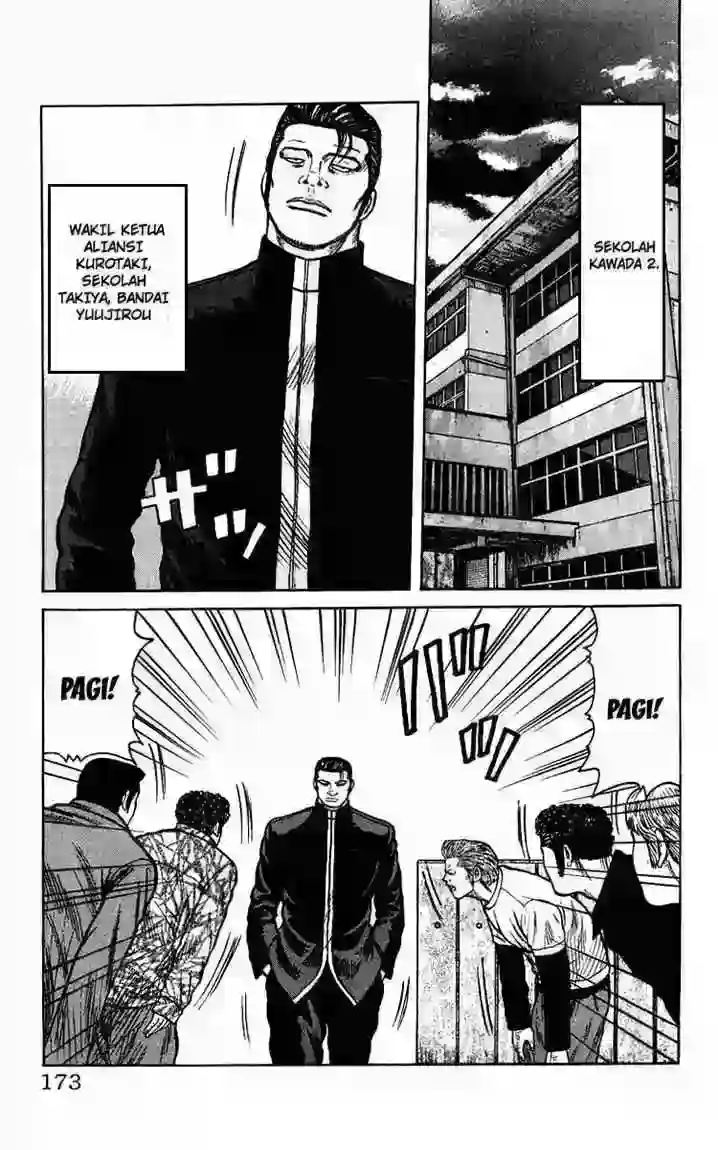 SEKOLAH
KAWADA 2.
WAKIL KETUA
ALIANSI
KUROTAKI,
SEKOLAH
TAKIYA, BANDAI
YUUJIROU
ザッ
PAGI!
PAGI!
173